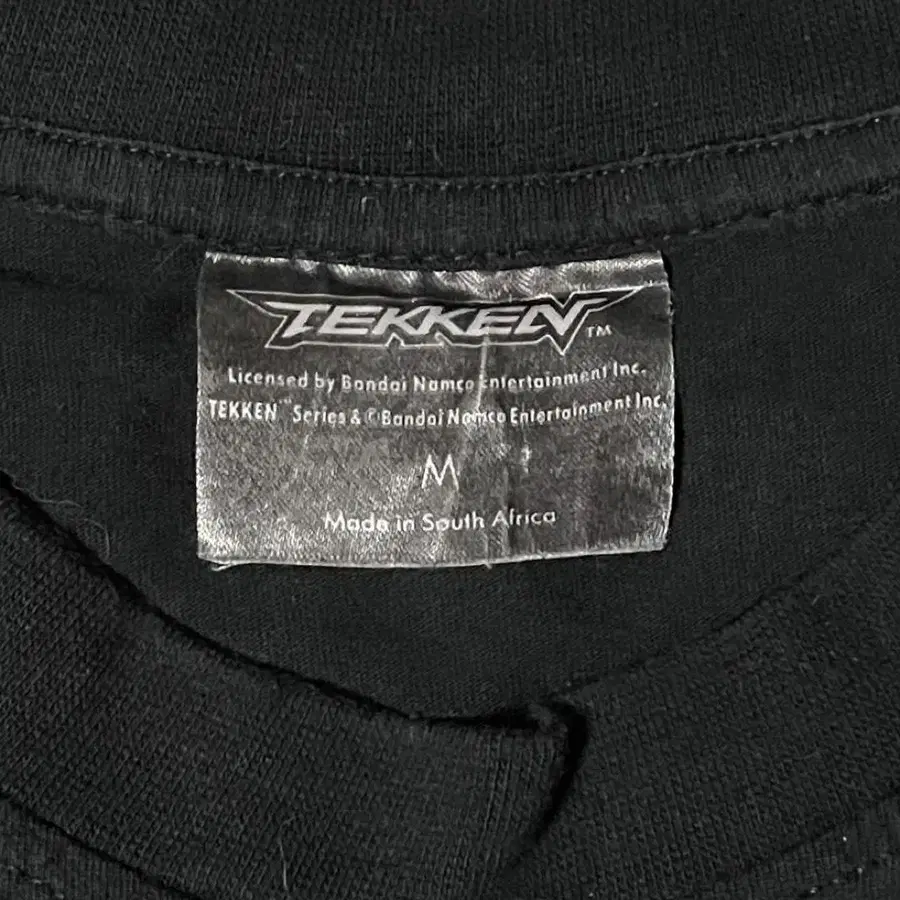 TEKKEN™
Licensed by Bandai Namco Entertainment Inc.
TEKKEN™ Series & ©Bandai Namco Entertainment Inc.
M
Made in South Africa